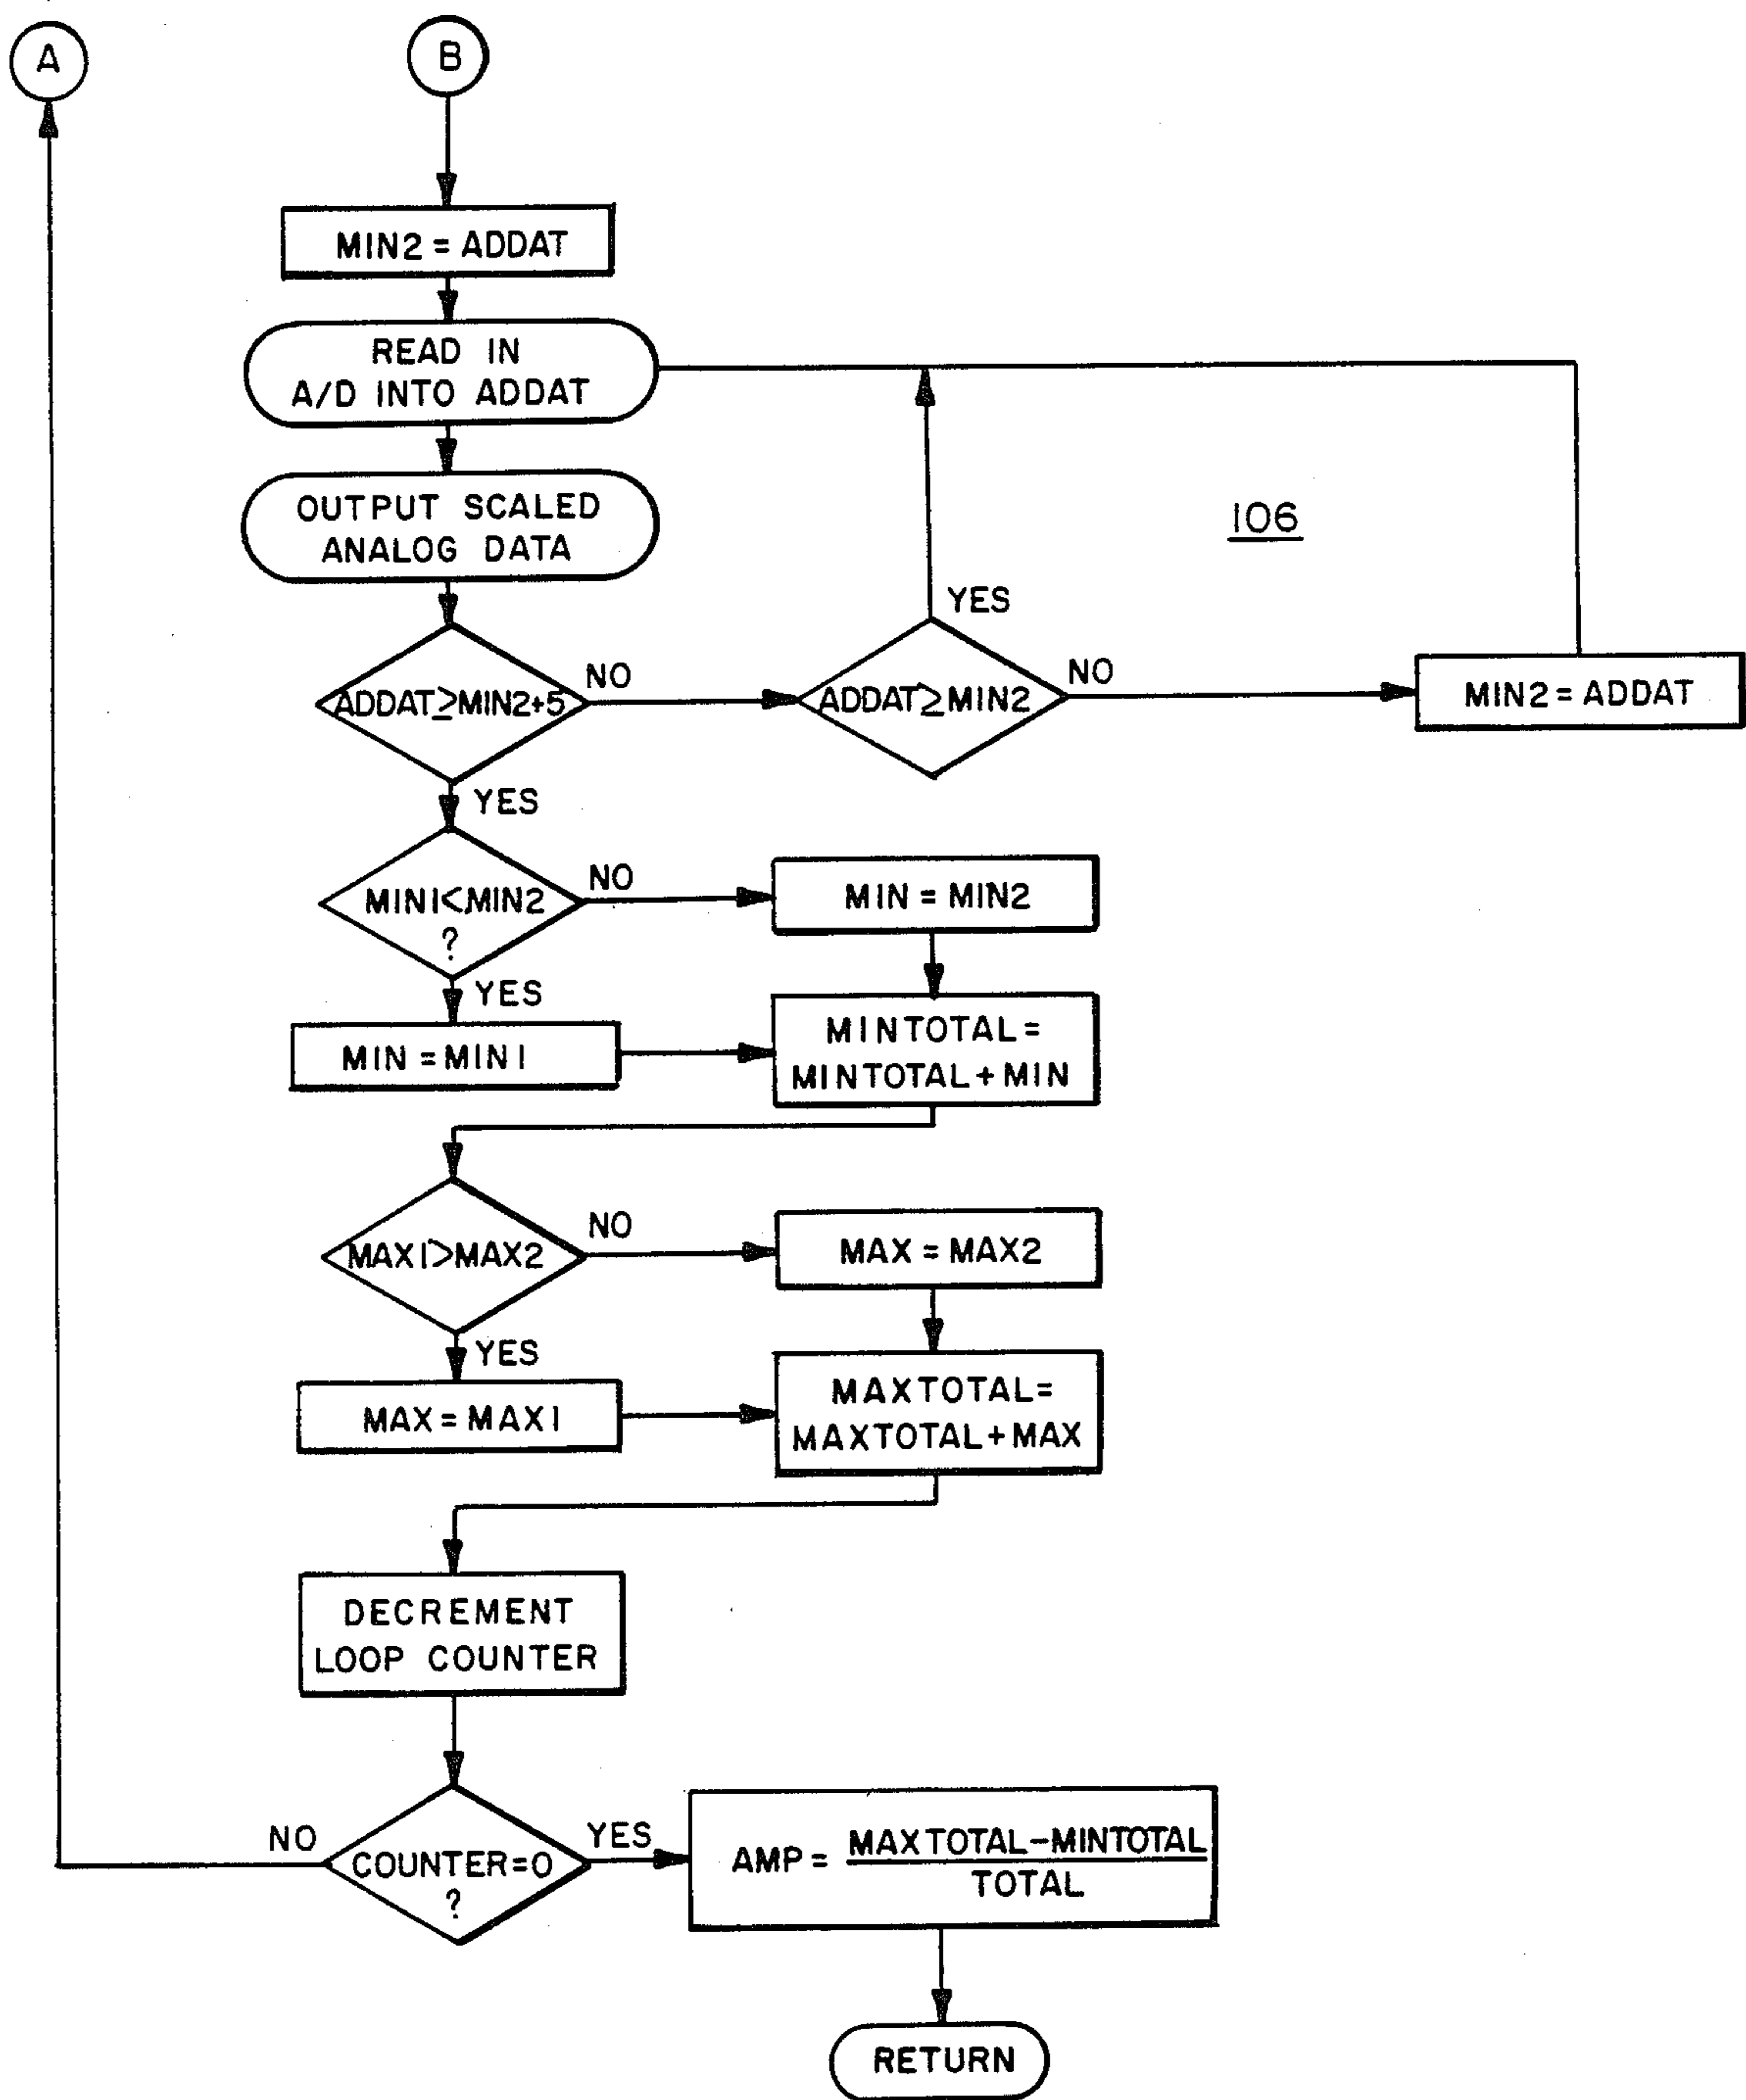 A
B
MIN2 = ADDAT
READ IN
A/D INTO ADDAT
OUTPUT SCALED
ANALOG DATA
106
YES
ADDAT≥MIN2+5
NO
ADDAT≥MIN2
NO
MIN2 = ADDAT
YES
MIN1<MIN2
?
NO
MIN = MIN2
YES
MIN = MIN1
MINTOTAL =
MINTOTAL + MIN
MAX1>MAX2
NO
MAX = MAX2
YES
MAX = MAX1
MAXTOTAL =
MAXTOTAL + MAX
DECREMENT
LOOP COUNTER
NO
COUNTER=0
?
YES
AMP = MAXTOTAL-MINTOTAL
TOTAL
RETURN